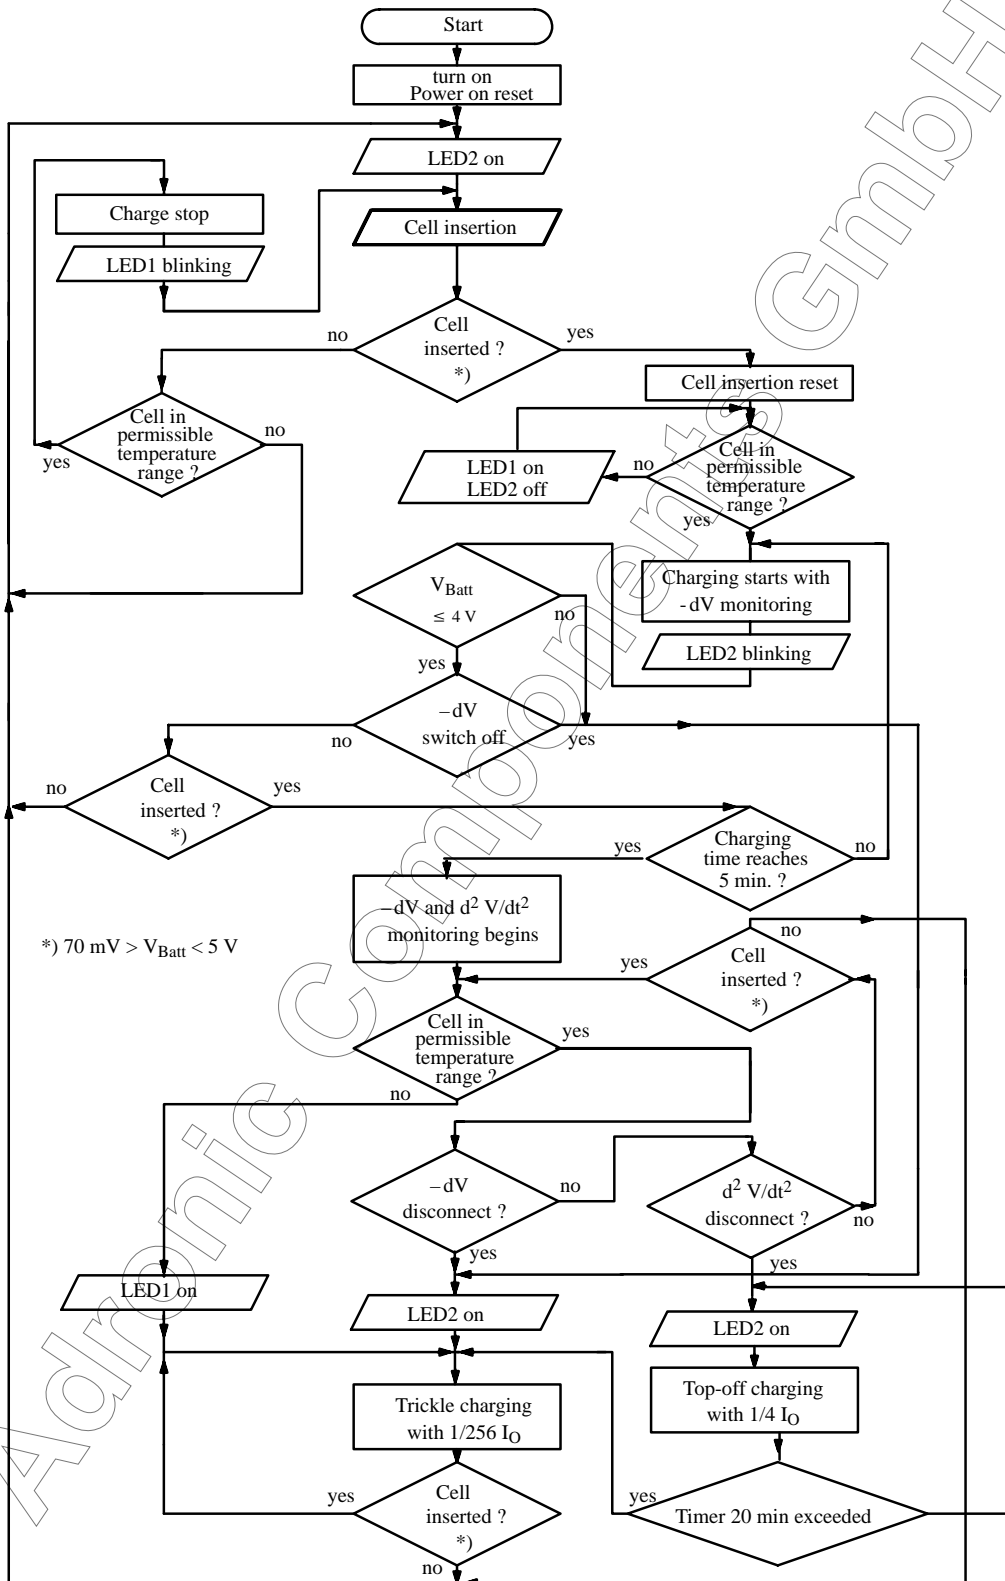 Start
turn on
Power on reset
LED2 on
Charge stop
Cell insertion
LED1 blinking
Cell
inserted ?
*)
no
yes
Cell insertion reset
Cell in
permissible
temperature
range ?
no
yes
LED1 on
LED2 off
no
Cell in
permissible
temperature
range ?
yes
VBatt
≤ 4 V
no
yes
Charging starts with
-dV monitoring
LED2 blinking
–dV
switch off
no
yes
Cell
inserted ?
*)
no
yes
Charging
time reaches
5 min. ?
yes
no
–dV and d² V/dt²
monitoring begins
*) 70 mV > VBatt < 5 V
Cell
inserted ?
*)
yes
no
Cell in
permissible
temperature
range ?
yes
no
–dV
disconnect ?
no
yes
d² V/dt²
disconnect ?
no
yes
LED1 on
LED2 on
LED2 on
Trickle charging
with 1/256 IO
Top-off charging
with 1/4 IO
Cell
inserted ?
*)
yes
no
Timer 20 min exceeded
yes
Adronic Components GmbH